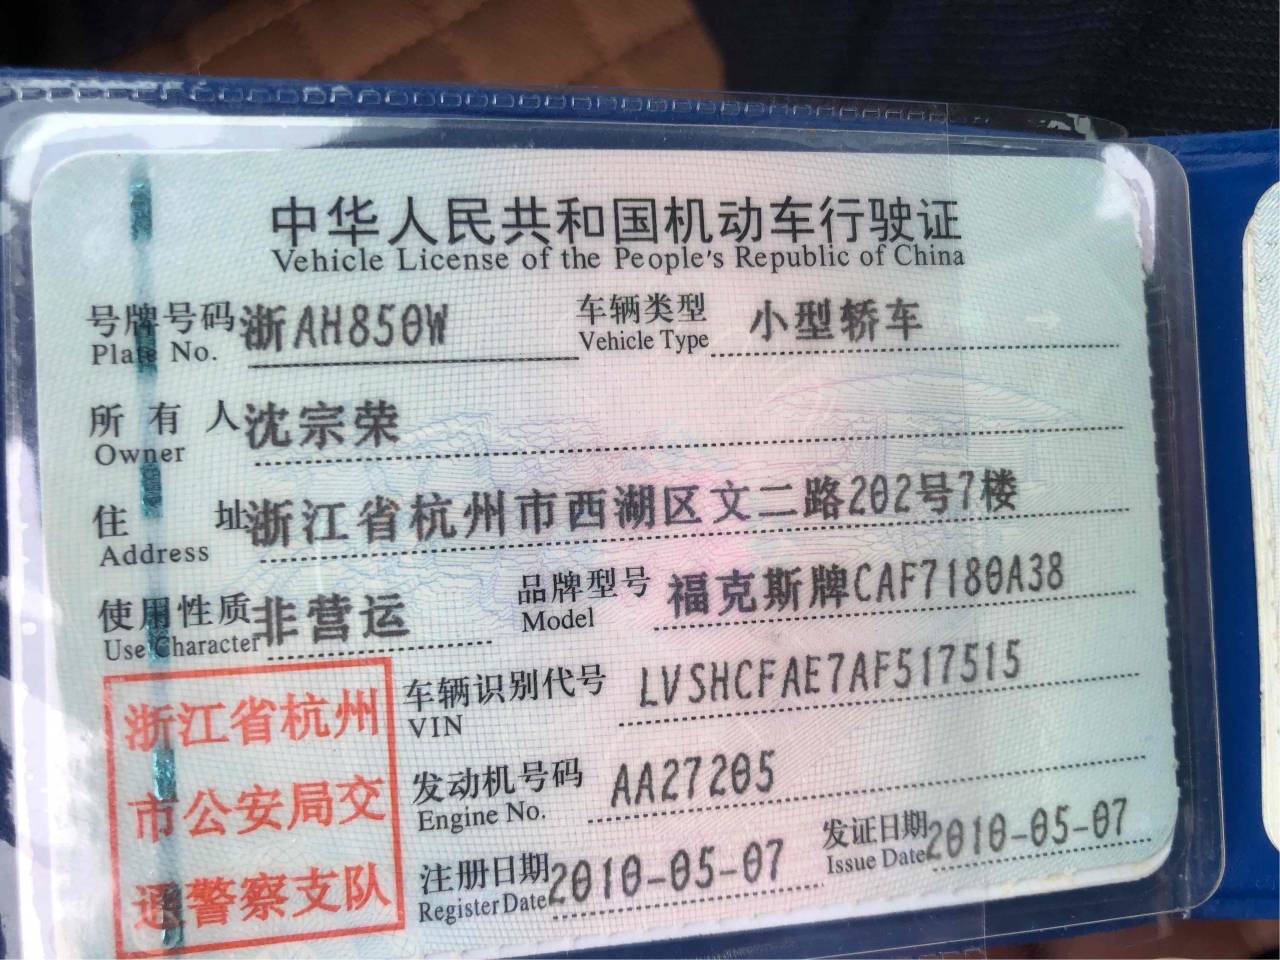 中华人民共和国机动车行驶证
Vehicle License of the People's Republic of China
号牌号码 浙AH850W 车辆类型 小型轿车
Plate No. Vehicle Type
所有人 沈宗荣
Owner
住址 浙江省杭州市西湖区文二路202号7楼
Address
使用性质 非营运 品牌型号 福克斯牌CAF7180A38
Use Character Model
浙江省杭州
市公安局交
通警察支队
车辆识别代号 LVSHCFAE7AF517515
VIN
发动机号码 AA27205
Engine No.
注册日期 2010-05-07 发证日期 2010-05-07
Register Date Issue Date